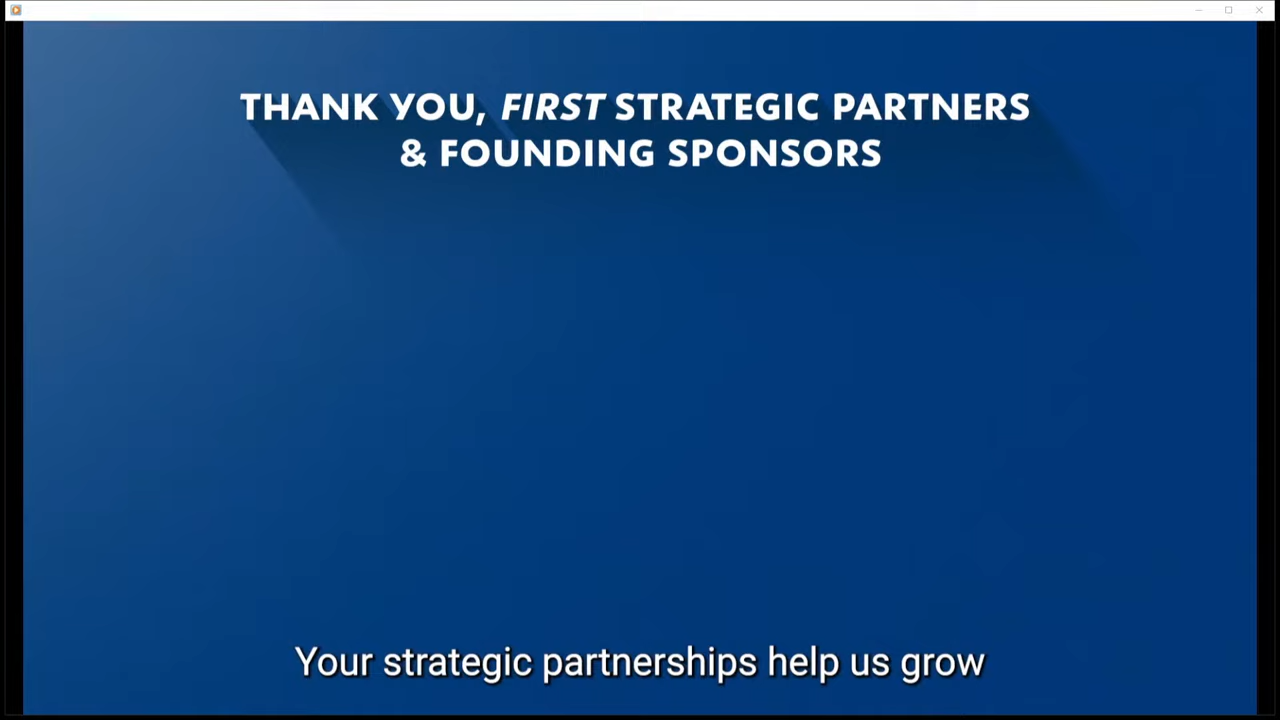 THANK YOU, FIRST STRATEGIC PARTNERS
& FOUNDING SPONSORS
Your strategic partnerships help us grow